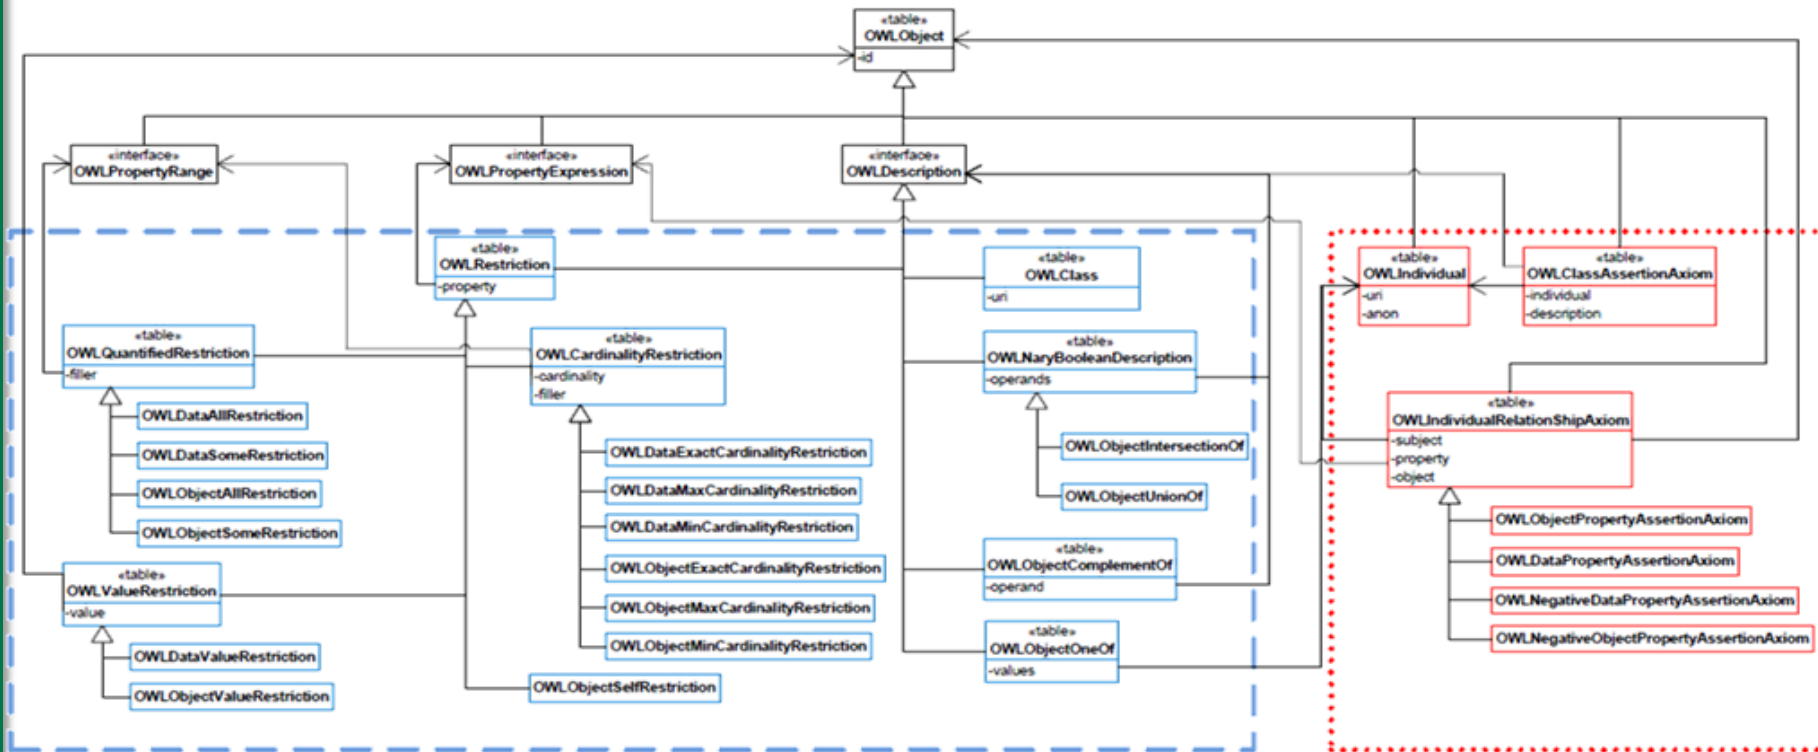 «table»
OWLObject
-id
«interface»
OWLPropertyRange
«interface»
OWLPropertyExpression
«interface»
OWLDescription
«table»
OWLRestriction
-property
«table»
OWLClass
-uri
«table»
OWLIndividual
-uri
-anon
«table»
OWLClassAssertionAxiom
-individual
-description
«table»
OWLQuantifiedRestriction
-filler
OWLDataAllRestriction
OWLDataSomeRestriction
OWLObjectAllRestriction
OWLObjectSomeRestriction
«table»
OWLCardinalityRestriction
-cardinality
-filler
OWLDataExactCardinalityRestriction
OWLDataMaxCardinalityRestriction
OWLDataMinCardinalityRestriction
OWLObjectExactCardinalityRestriction
OWLObjectMaxCardinalityRestriction
OWLObjectMinCardinalityRestriction
«table»
OWLNaryBooleanDescription
-operands
OWLObjectIntersectionOf
OWLObjectUnionOf
«table»
OWLIndividualRelationShipAxiom
-subject
-property
-object
OWLObjectPropertyAssertionAxiom
OWLDataPropertyAssertionAxiom
OWLNegativeDataPropertyAssertionAxiom
OWLNegativeObjectPropertyAssertionAxiom
«table»
OWLValueRestriction
-value
OWLDataValueRestriction
OWLObjectValueRestriction
OWLObjectSelfRestriction
«table»
OWLObjectComplementOf
-operand
«table»
OWLObjectOneOf
-values